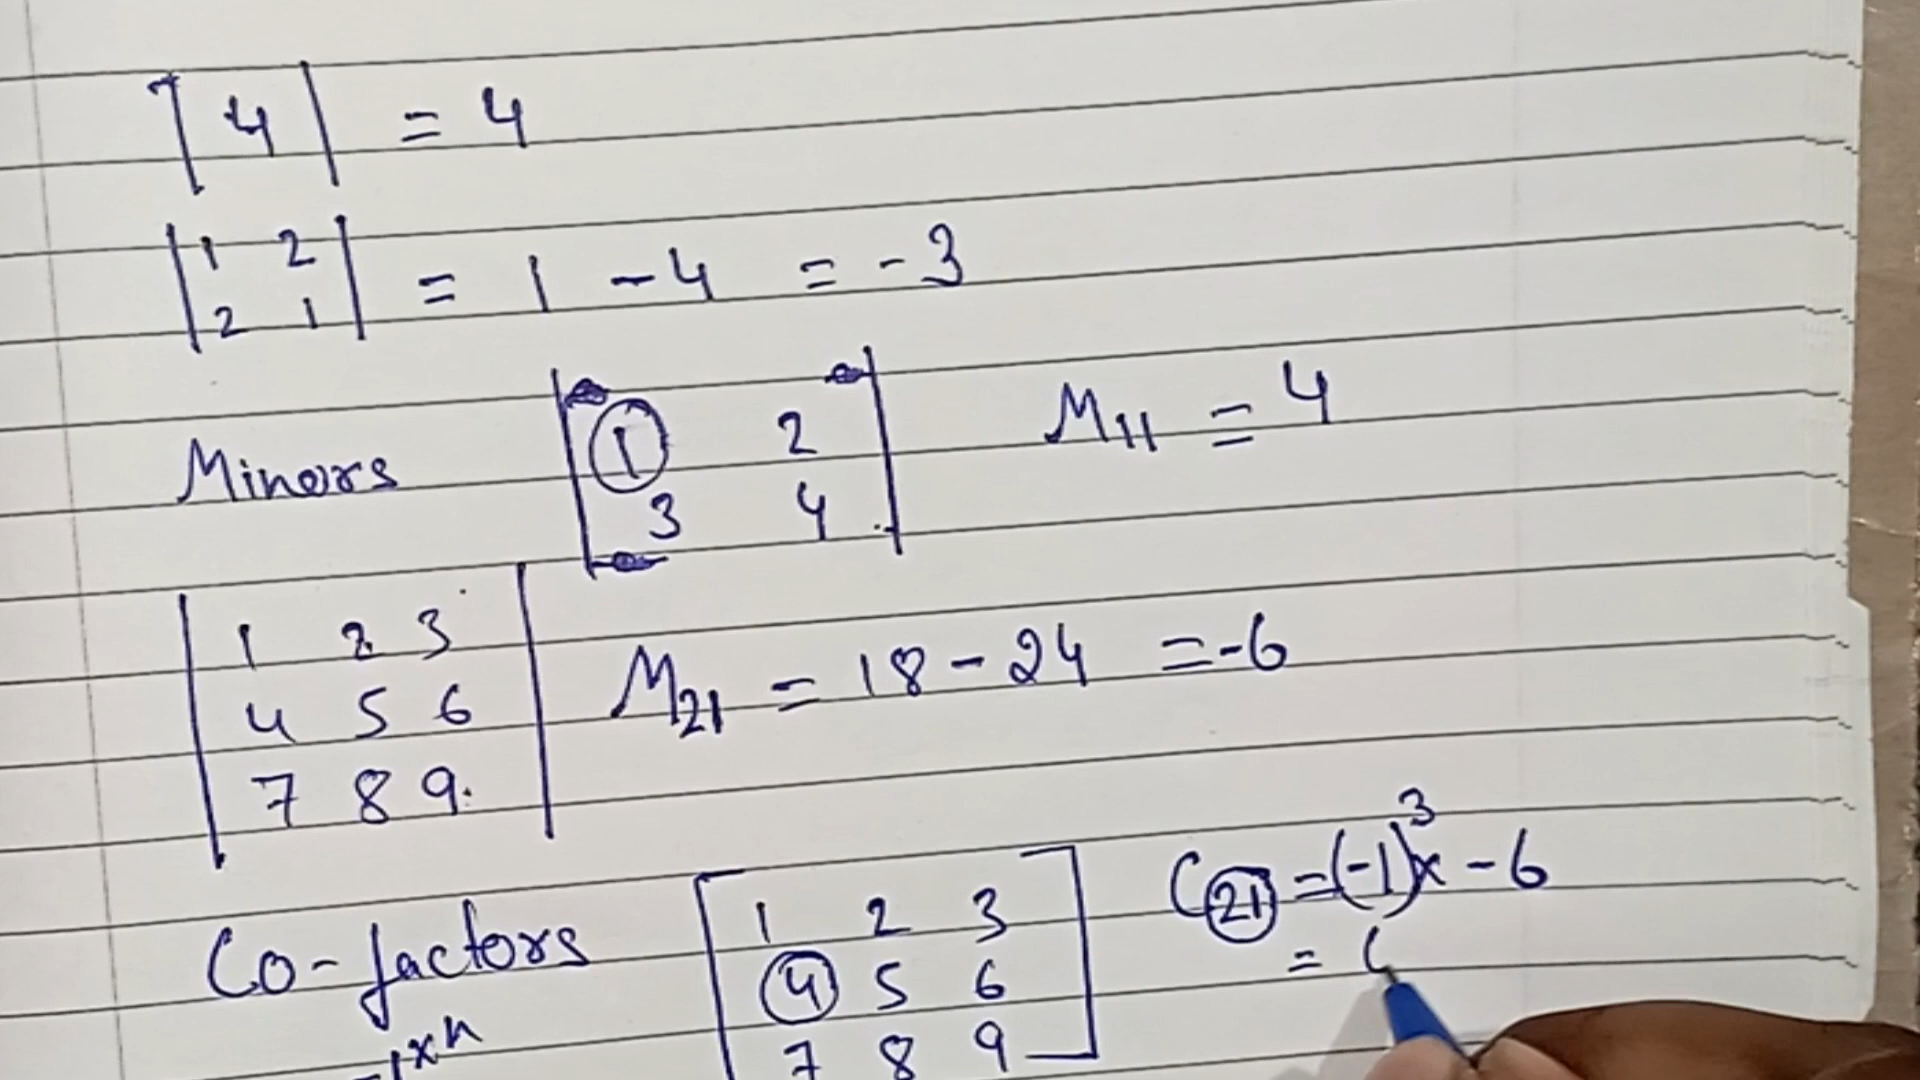 |4| = 4
|1 2| = 1 - 4 = -3
|2 1|
Minors |1 2| M11 = 4
|3 4|
|1 2 3|
|4 5 6| M21 = 18 - 24 = -6
|7 8 9|
Co-factors [1 2 3] C21 = (-1)^3 x - 6
[4 5 6] =
[7 8 9]